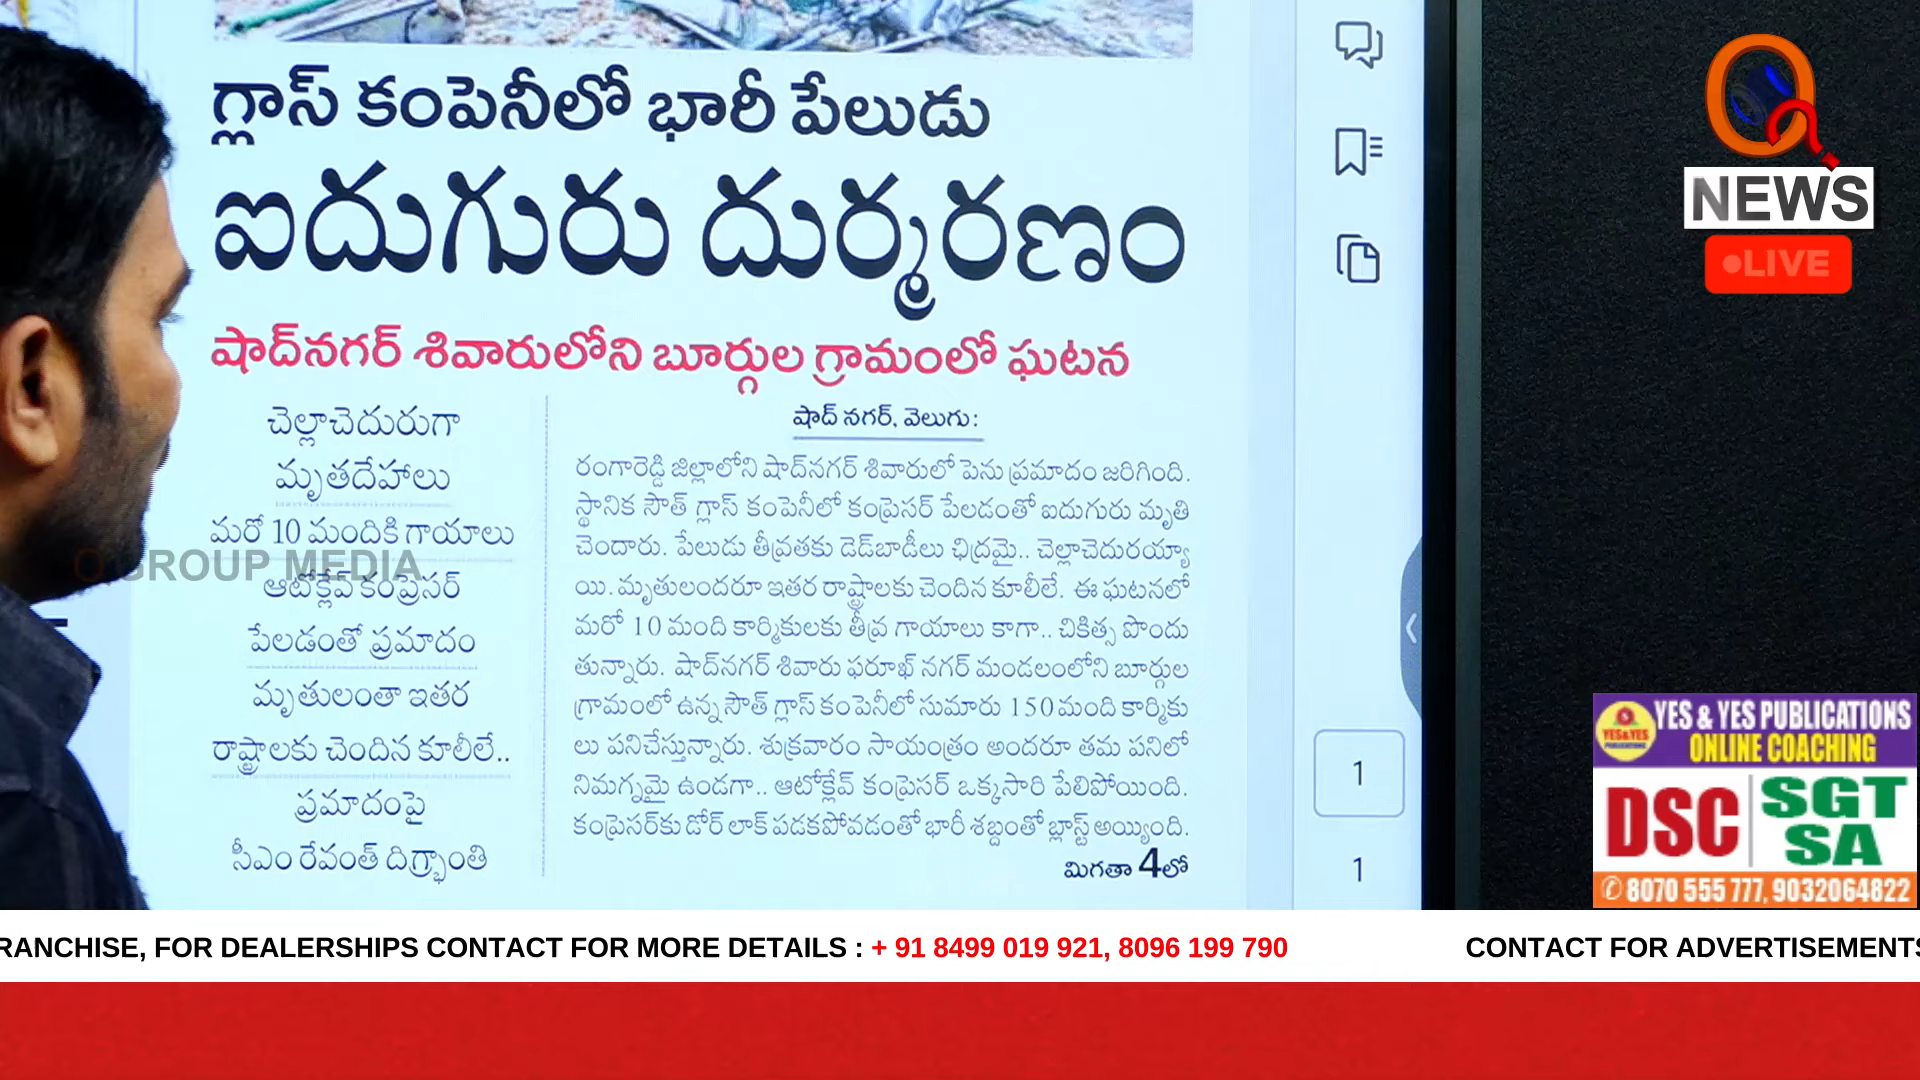 గ్లాస్ కంపెనీలో భారీ పేలుడు
ఐదుగురు దుర్మరణం
షాద్‌నగర్ శివారులోని బూర్గుల గ్రామంలో ఘటన
చెల్లాచెదురుగా
మృతదేహాలు
మరో 10 మందికి గాయాలు
ఆటోక్లేవ్ కంప్రెసర్
పేలడంతో ప్రమాదం
మృతులంతా ఇతర
రాష్ట్రాలకు చెందిన కూలీలే..
ప్రమాదంపై
సీఎం రేవంత్ దిగ్భ్రాంతి
షాద్ నగర్, వెలుగు:
రంగారెడ్డి జిల్లాలోని షాద్‌నగర్ శివారులో పెను ప్రమాదం జరిగింది.
స్థానిక సౌత్ గ్లాస్ కంపెనీలో కంప్రెసర్ పేలడంతో ఐదుగురు మృతి
చెందారు. పేలుడు తీవ్రతకు డెడ్‌బాడీలు ఛిద్రమై.. చెల్లాచెదురయ్యా
యి. మృతులందరూ ఇతర రాష్ట్రాలకు చెందిన కూలీలే. ఈ ఘటనలో
మరో 10 మంది కార్మికులకు తీవ్ర గాయాలు కాగా.. చికిత్స పొందు
తున్నారు. షాద్‌నగర్ శివారు ఫరూఖ్ నగర్ మండలంలోని బూర్గుల
గ్రామంలో ఉన్న సౌత్ గ్లాస్ కంపెనీలో సుమారు 150 మంది కార్మికు
లు పనిచేస్తున్నారు. శుక్రవారం సాయంత్రం అందరూ తమ పనిలో
నిమగ్నమై ఉండగా.. ఆటోక్లేవ్ కంప్రెసర్ ఒక్కసారి పేలిపోయింది.
కంప్రెసర్‌కు డోర్ లాక్ పడకపోవడంతో భారీ శబ్దంతో బ్లాస్ట్ అయ్యింది.
మిగతా 4లో
1
1
Q GROUP MEDIA
Q
NEWS
LIVE
YES & YES PUBLICATIONS
ONLINE COACHING
YES&YES
DSC
SGT
SA
8070 555 777, 9032064822
RANCHISE, FOR DEALERSHIPS CONTACT FOR MORE DETAILS : + 91 8499 019 921, 8096 199 790
CONTACT FOR ADVERTISEMENTS